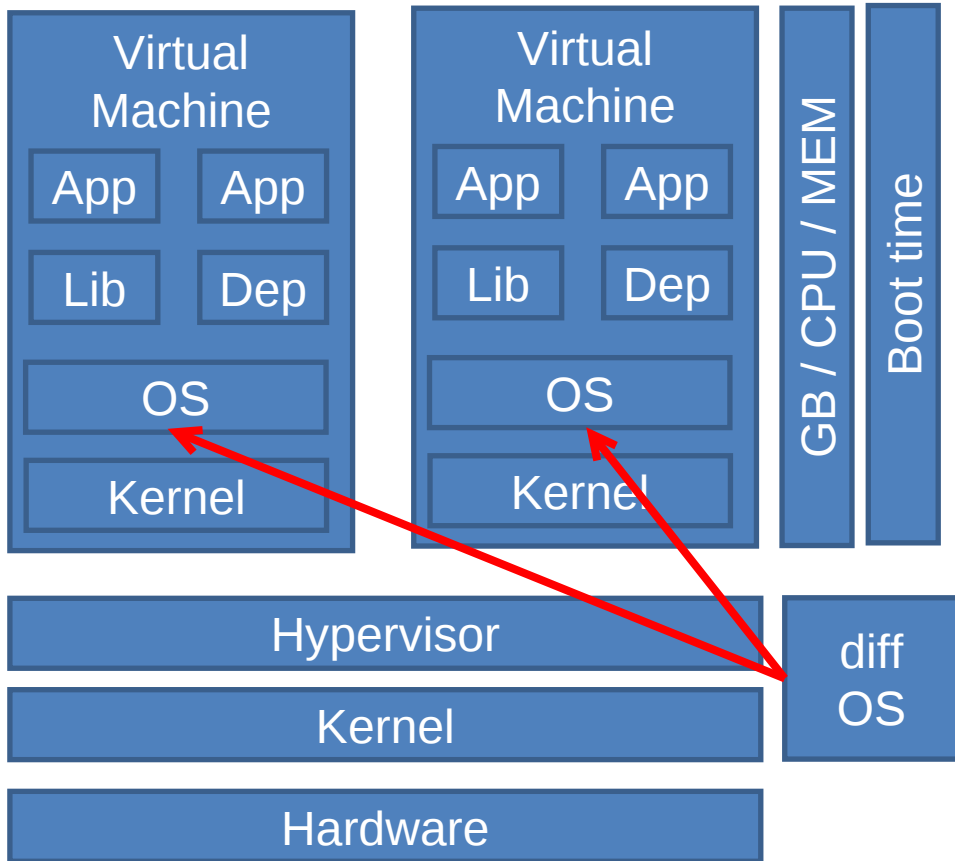 Virtual
Machine
App
App
Lib
Dep
OS
Kernel
Virtual
Machine
App
App
Lib
Dep
OS
Kernel
GB / CPU / MEM
Boot time
Hypervisor
diff
OS
Kernel
Hardware